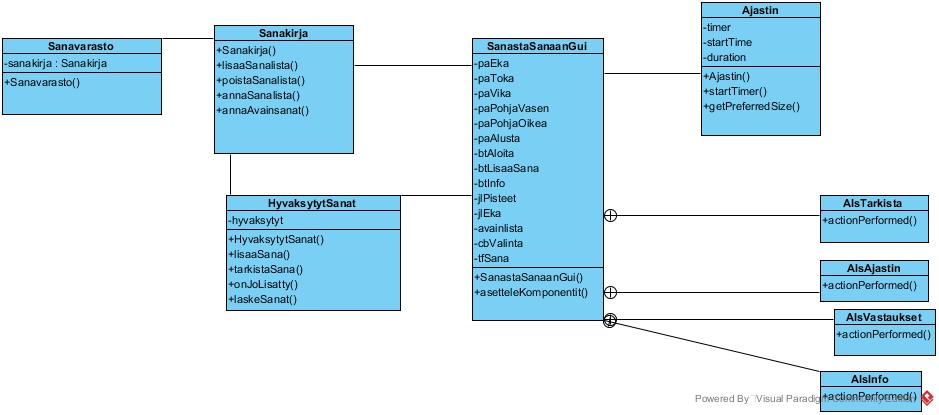 Sanavarasto
-sanakirja : Sanakirja
+Sanavarasto()
Sanakirja
+Sanakirja()
+lisaaSanalista()
+poistaSanalista()
+annaSanalista()
+annaAvainsanat()
HyvaksytytSanat
-hyvaksytyt
+HyvaksytytSanat()
+lisaaSana()
+tarkistaSana()
+onJoLisatty()
+laskeSanat()
SanastaSanaanGui
-paEka
-paToka
-paVika
-paPohjaVasen
-paPohjaOikea
-paAlusta
-btAloita
-btLisaaSana
-btInfo
-jlPisteet
-jlEka
-avainlista
-cbValinta
-tfSana
+SanastaSanaanGui()
+asetteleKomponentit()
Ajastin
-timer
-startTime
-duration
+Ajastin()
+startTimer()
+getPreferredSize()
AlsTarkista
+actionPerformed()
AlsAjastin
+actionPerformed()
AlsVastaukset
+actionPerformed()
AlsInfo
+actionPerformed()
Powered By Visual Paradigm Community Edition